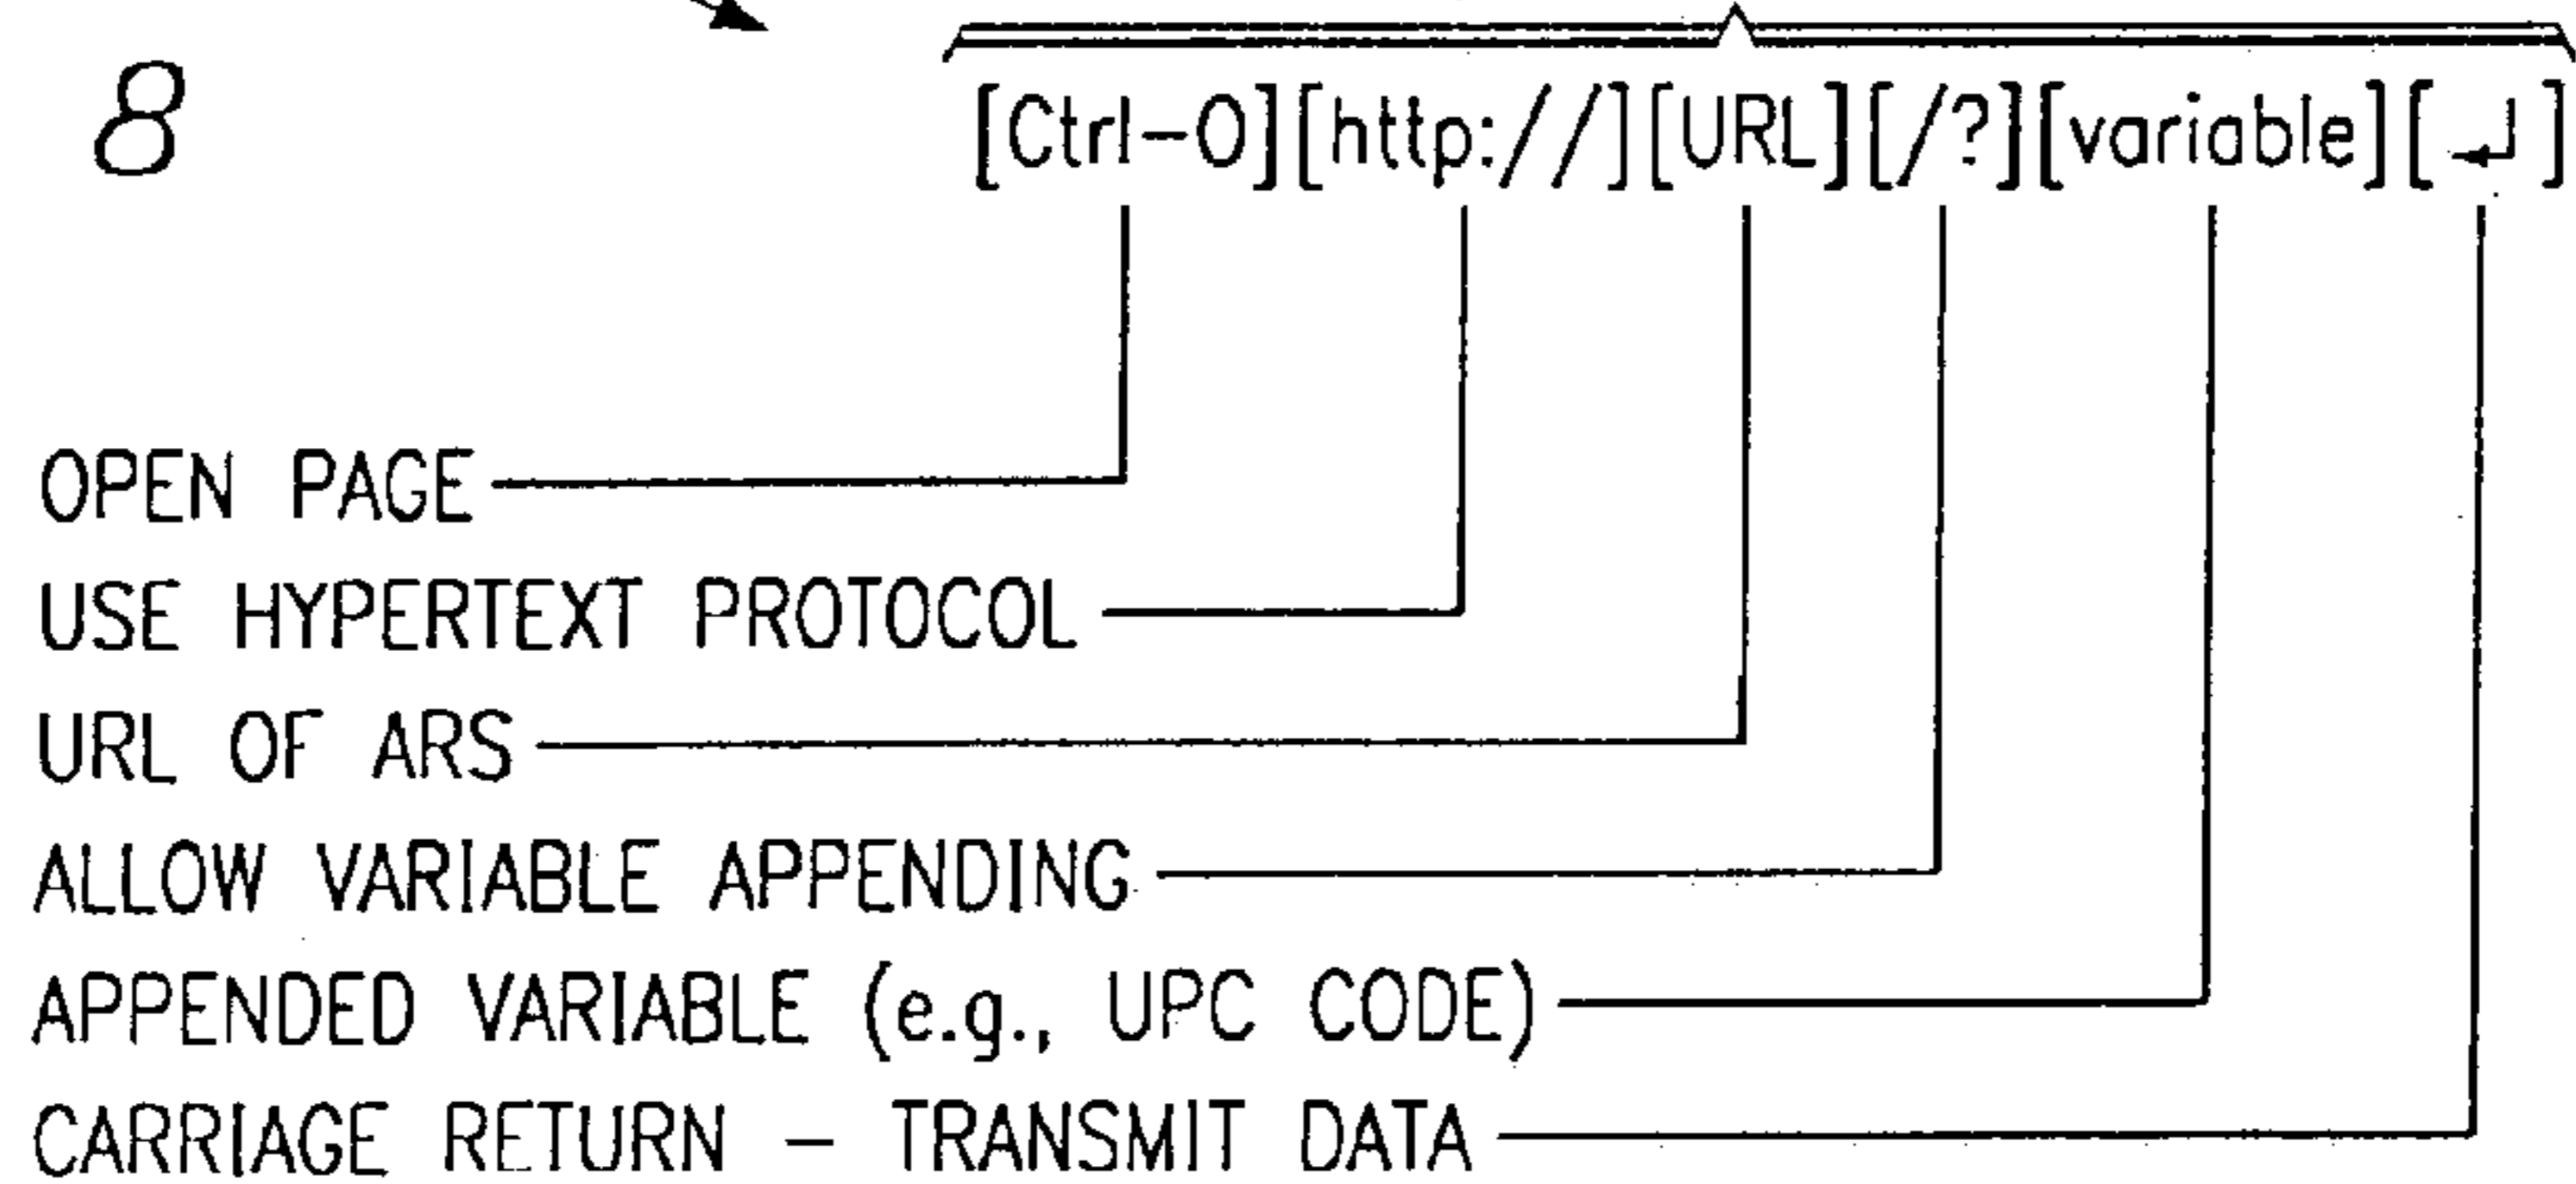 8
[Ctrl-O][http://][URL][/?][variable][↲]
OPEN PAGE
USE HYPERTEXT PROTOCOL
URL OF ARS
ALLOW VARIABLE APPENDING
APPENDED VARIABLE (e.g., UPC CODE)
CARRIAGE RETURN - TRANSMIT DATA